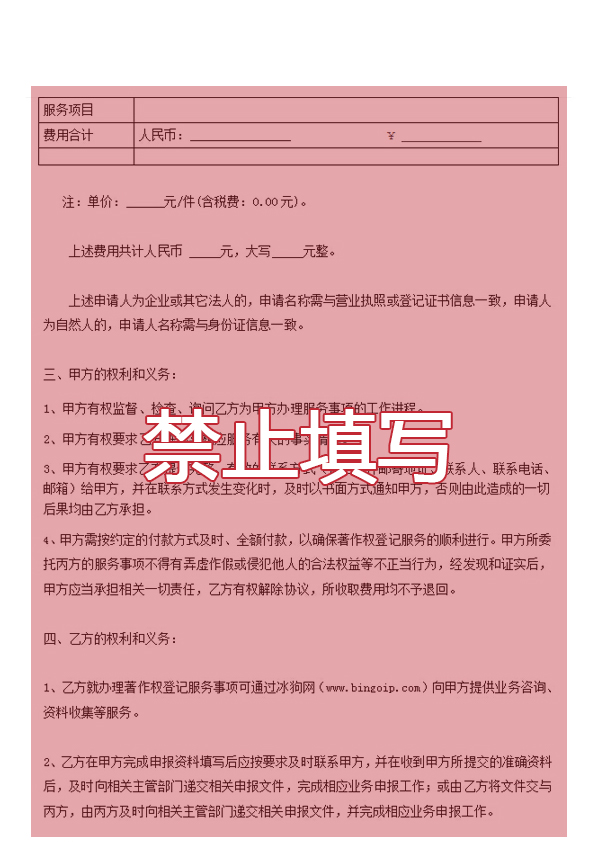 服务项目
费用合计 人民币：______________ ￥ ____________
注：单价：______元/件(含税费：0.00元)。
上述费用共计人民币 _____元，大写_____元整。
上述申请人为企业或其它法人的，申请名称需与营业执照或登记证书信息一致，申请人
为自然人的，申请人名称需与身份证信息一致。
三、甲方的权利和义务：
1、甲方有权监督、检查、询问乙方为甲方办理服务事项的工作进程。
禁止填写
2、甲方有权要求乙
3、甲方有权要求乙 联系人、联系电话、
邮箱）给甲方，并在联系方式发生变化时，及时以书面方式通知甲方，否则由此造成的一切
后果均由乙方承担。
4、甲方需按约定的付款方式及时、全额付款，以确保著作权登记服务的顺利进行。甲方所委
托丙方的服务事项不得有弄虚作假或侵犯他人的合法权益等不正当行为，经发现和证实后，
甲方应当承担相关一切责任，乙方有权解除协议，所收取费用均不予退回。
四、乙方的权利和义务：
1、乙方就办理著作权登记服务事项可通过冰狗网（www.bingoip.com）向甲方提供业务咨询、
资料收集等服务。
2、乙方在甲方完成申报资料填写后应按要求及时联系甲方，并在收到甲方所提交的准确资料
后，及时向相关主管部门递交相关申报文件，完成相应业务申报工作；或由乙方将文件交与
丙方，由丙方及时向相关主管部门递交相关申报文件，并完成相应业务申报工作。